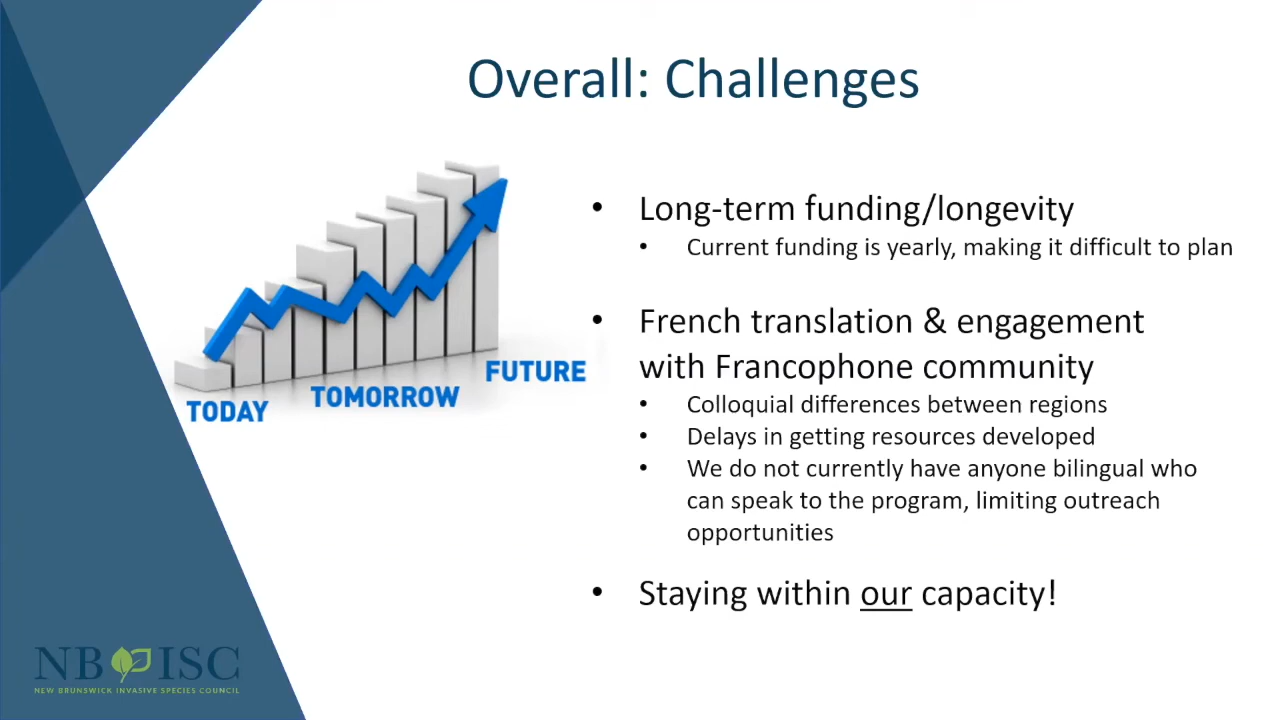 Overall: Challenges
• Long-term funding/longevity
• Current funding is yearly, making it difficult to plan
• French translation & engagement
with Francophone community
• Colloquial differences between regions
• Delays in getting resources developed
• We do not currently have anyone bilingual who
can speak to the program, limiting outreach
opportunities
• Staying within our capacity!
TODAY
TOMORROW
FUTURE
NB ISC
NEW BRUNSWICK INVASIVE SPECIES COUNCIL